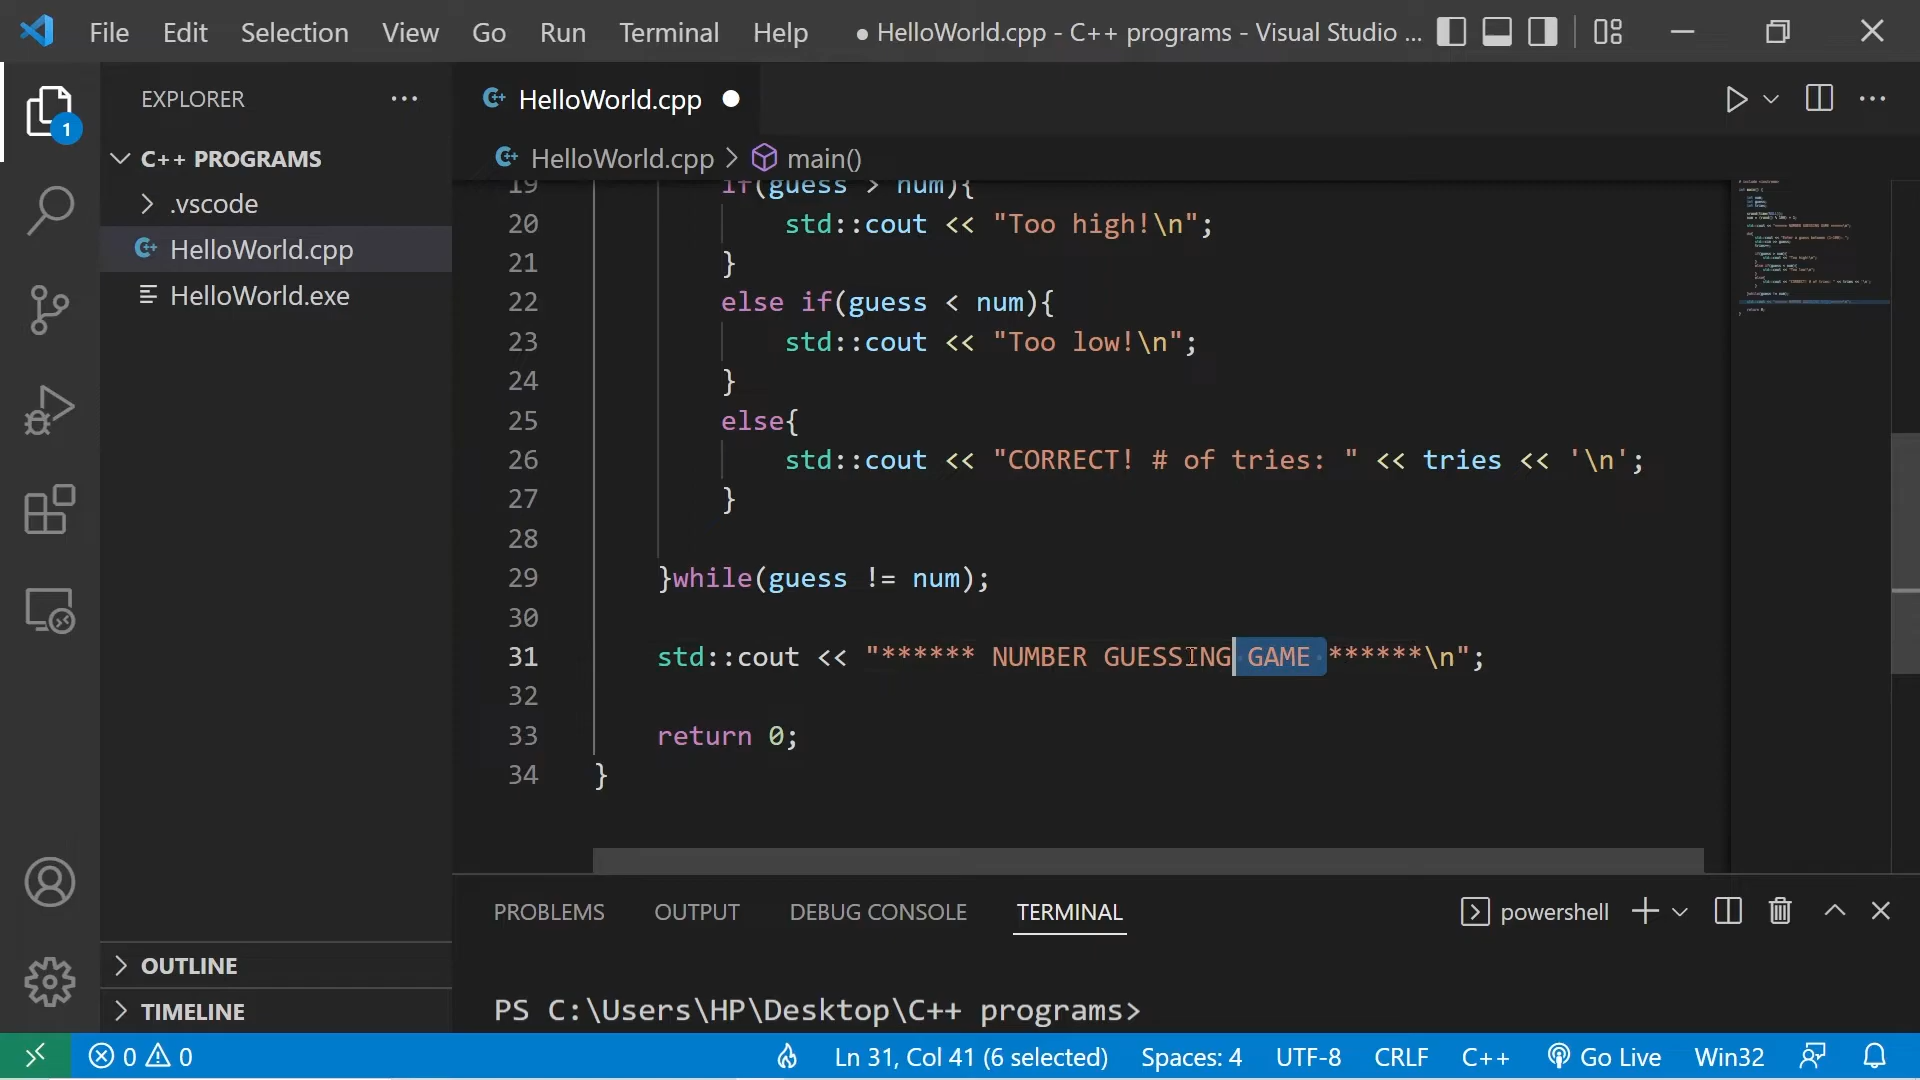 File Edit Selection View Go Run Terminal Help ● HelloWorld.cpp - C++ programs - Visual Studio ...
EXPLORER
HelloWorld.cpp
1
C++ PROGRAMS
HelloWorld.cpp > main()
.vscode
HelloWorld.cpp
HelloWorld.exe
19 if(guess > num){
20 std::cout << "Too high!\n";
21 }
22 else if(guess < num){
23 std::cout << "Too low!\n";
24 }
25 else{
26 std::cout << "CORRECT! # of tries: " << tries << '\n';
27 }
28
29 }while(guess != num);
30
31 std::cout << "****** NUMBER GUESSING GAME ******\n";
32
33 return 0;
34 }
PROBLEMS OUTPUT DEBUG CONSOLE TERMINAL powershell
OUTLINE
TIMELINE
PS C:\Users\HP\Desktop\C++ programs>
0 0 Ln 31, Col 41 (6 selected) Spaces: 4 UTF-8 CRLF C++ Go Live Win32